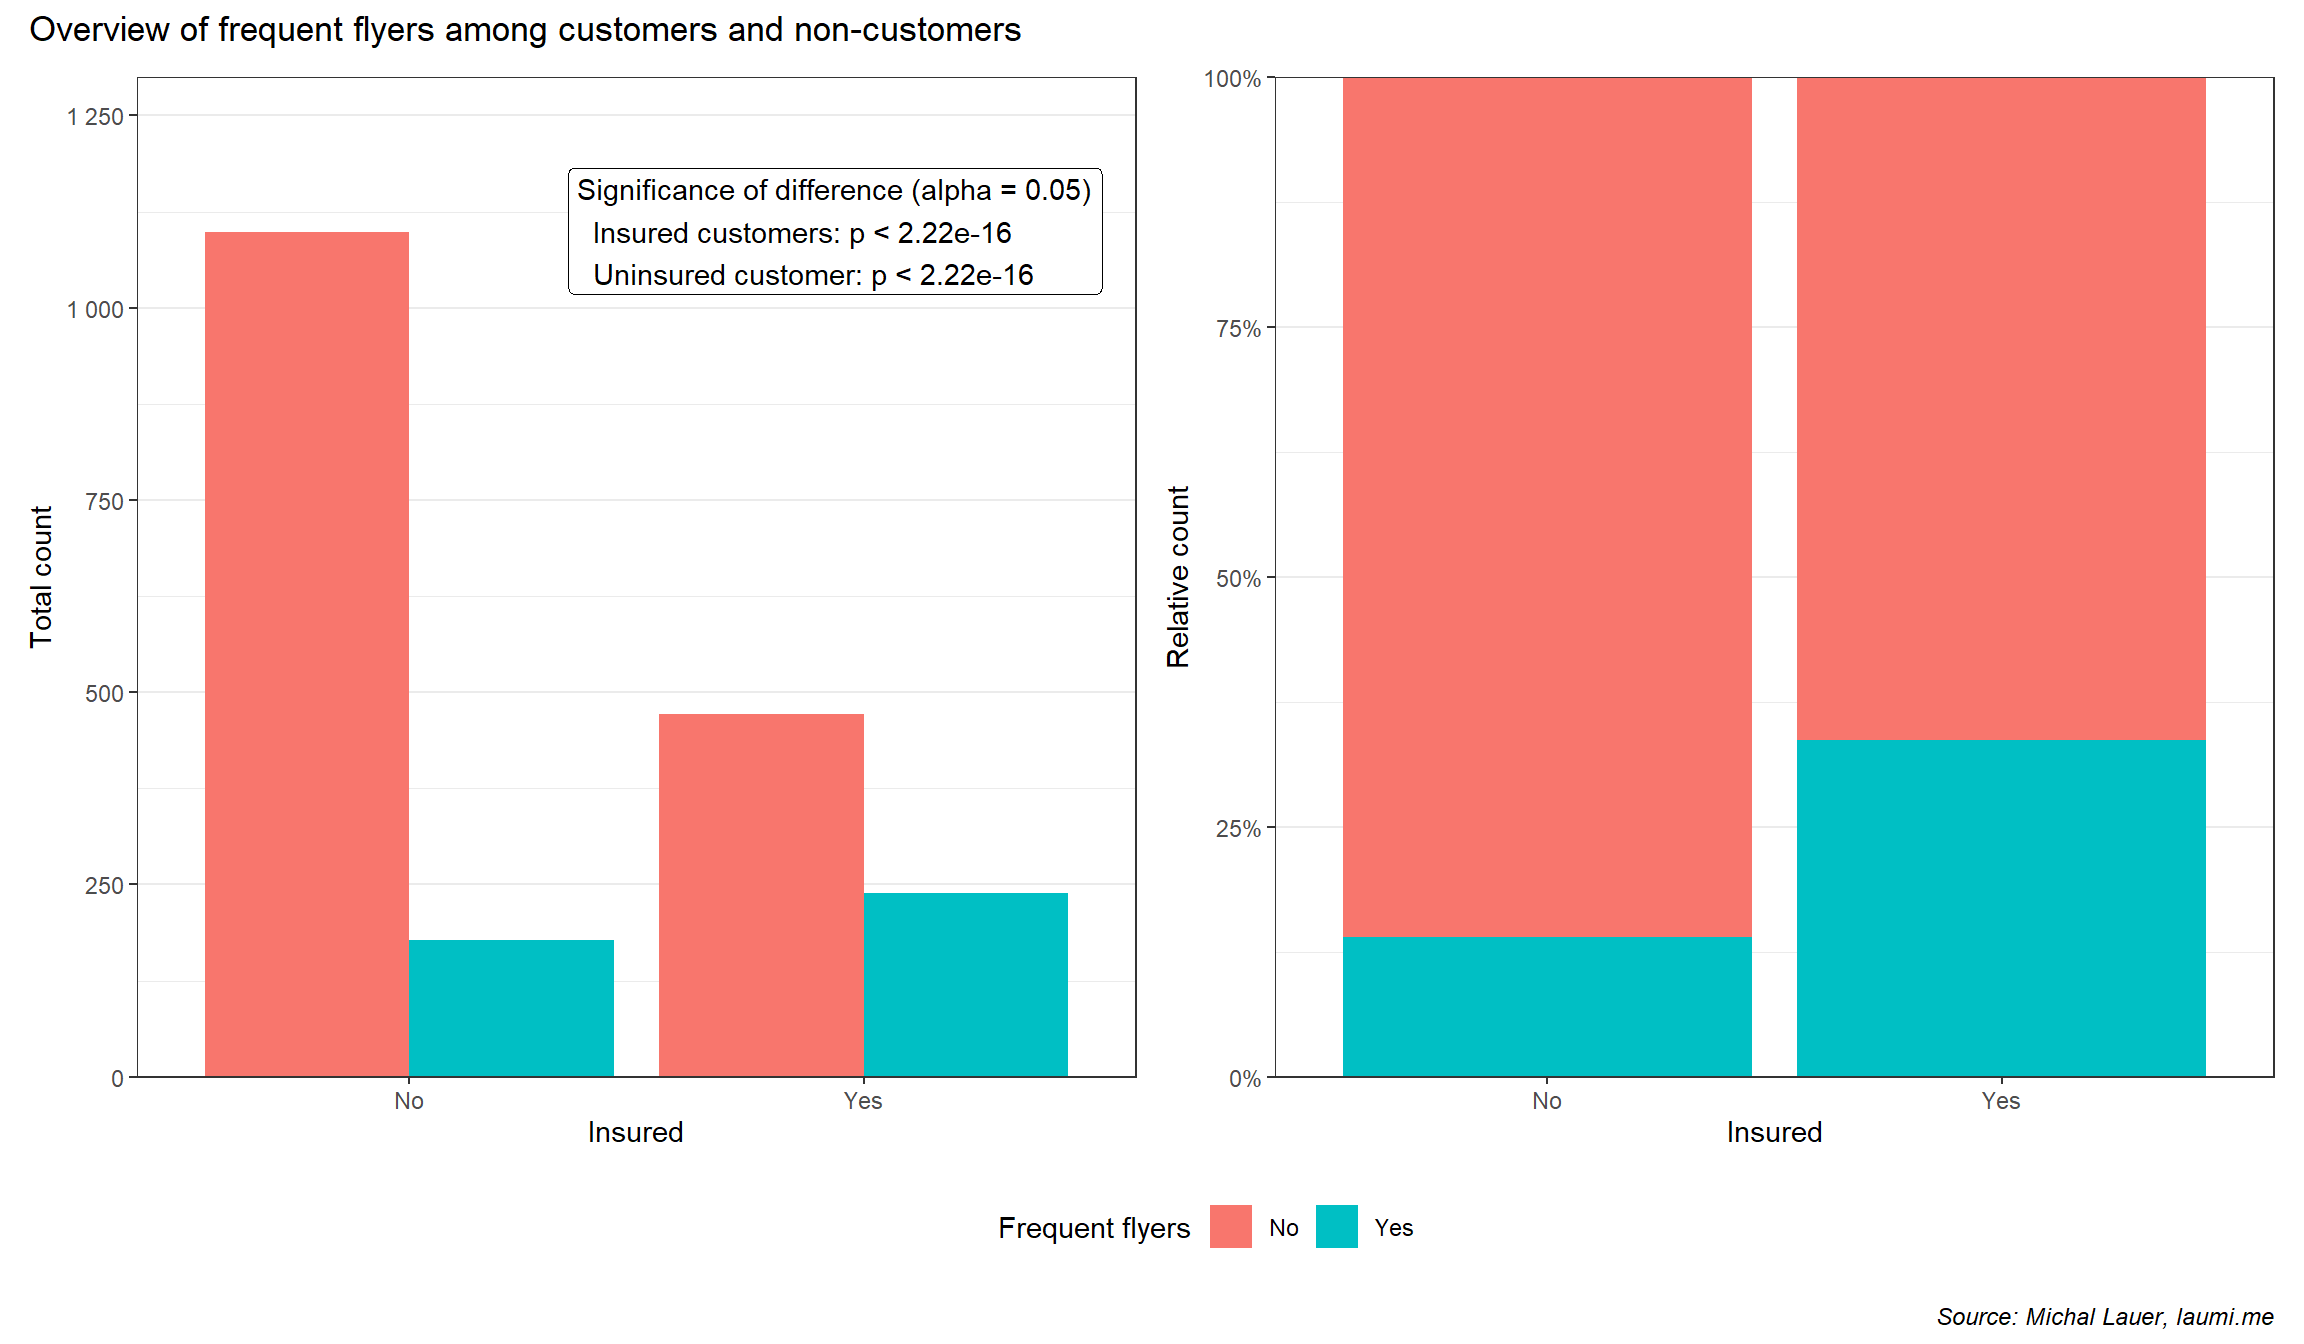 Overview of frequent flyers among customers and non-customers
Total count
1 250
1 000
750
500
250
0
Significance of difference (alpha = 0.05)
Insured customers: p < 2.22e-16
Uninsured customer: p < 2.22e-16
No
Yes
Insured
Relative count
100%
75%
50%
25%
0%
No
Yes
Insured
Frequent flyers
No
Yes
Source: Michal Lauer, laumi.me